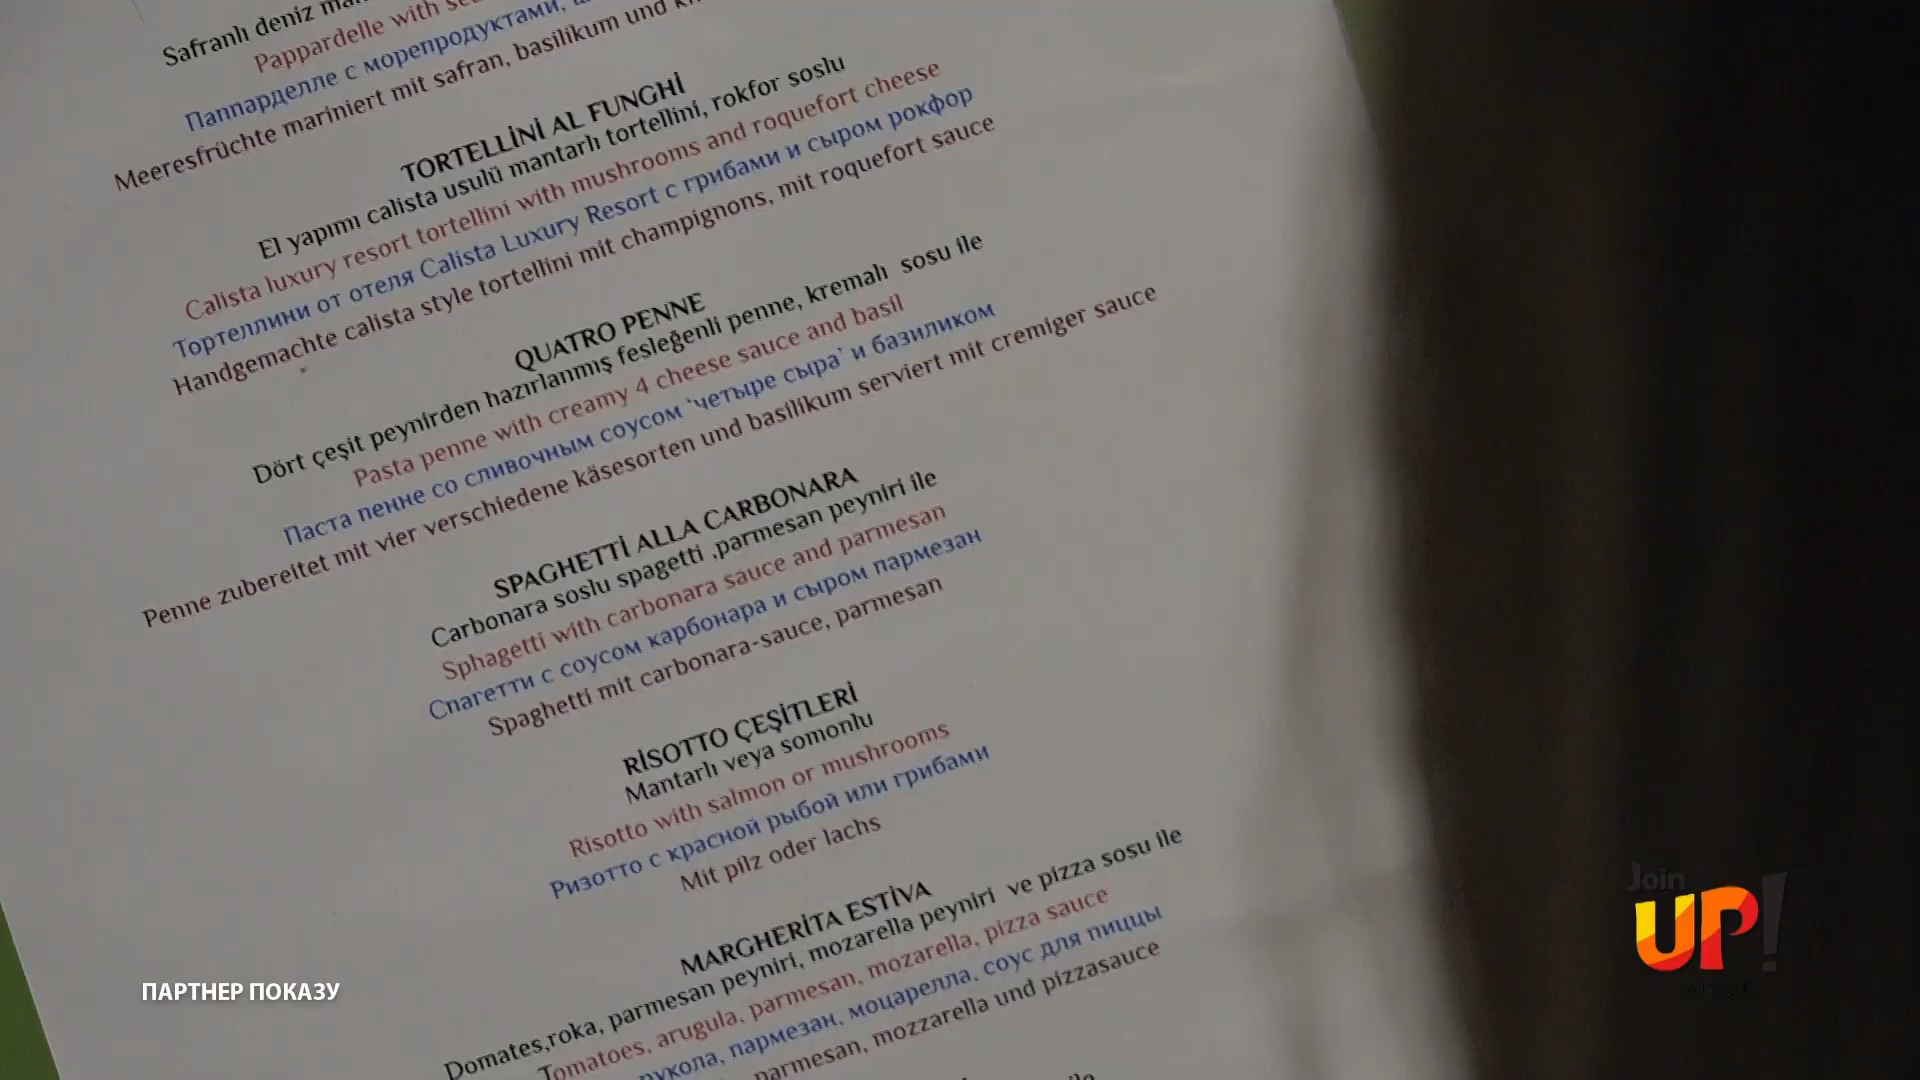 Safranlı deniz
Pappardelle with
Паппарделле с морепродуктами,
Meeresfrüchte mariniert mit safran, basilikum und
TORTELLİNİ AL FUNGHİ
El yapımı calista usulü mantarlı tortellini, rokfor soslu
Calista luxury resort tortellini with mushrooms and roquefort cheese
Тортеллини от отеля Calista Luxury Resort с грибами и сыром рокфор
Handgemachte calista style tortellini mit champignons, mit roquefort sauce
QUATRO PENNE
Dört çeşit peynirden hazırlanmış fesleğenli penne, kremalı sosu ile
Pasta penne with creamy 4 cheese sauce and basil
Паста пенне со сливочным соусом ‘четыре сыра’ и базиликом
Penne zubereitet mit vier verschiedene käsesorten und basilikum serviert mit cremiger sauce
SPAGHETTİ ALLA CARBONARA
Carbonara soslu spagetti ,parmesan peyniri ile
Sphagetti with carbonara sauce and parmesan
Спагетти с соусом карбонара и сыром пармезан
Spaghetti mit carbonara-sauce, parmesan
RİSOTTO ÇEŞİTLERİ
Mantarlı veya somonlu
Risotto with salmon or mushrooms
Ризотто с красной рыбой или грибами
Mit pilz oder lachs
MARGHERİTA ESTİVA
Domates,roka, parmesan peyniri, mozarella peyniri ve pizza sosu ile
Tomatoes, arugula, parmesan, mozarella, pizza sauce
пармезан, моцарелла, соус для пиццы
parmesan, mozzarella und pizzasauce
ПАРТНЕР ПОКАЗУ
Join
UP!